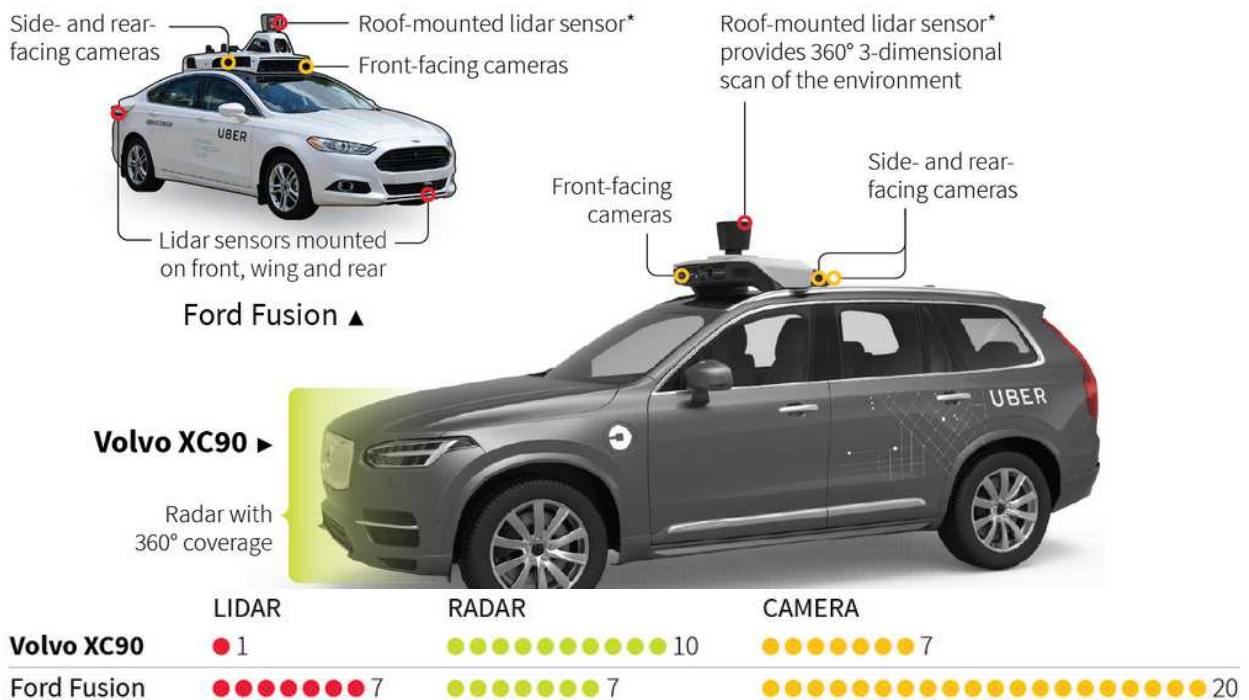 Side- and rear-
facing cameras
Roof-mounted lidar sensor*
Front-facing cameras
UBER
Lidar sensors mounted
on front, wing and rear
Ford Fusion ▲
Roof-mounted lidar sensor*
provides 360° 3-dimensional
scan of the environment
Front-facing
cameras
Side- and rear-
facing cameras
UBER
Volvo XC90 ►
Radar with
360° coverage
LIDAR RADAR CAMERA
Volvo XC90 1 10 7
Ford Fusion 7 7 20